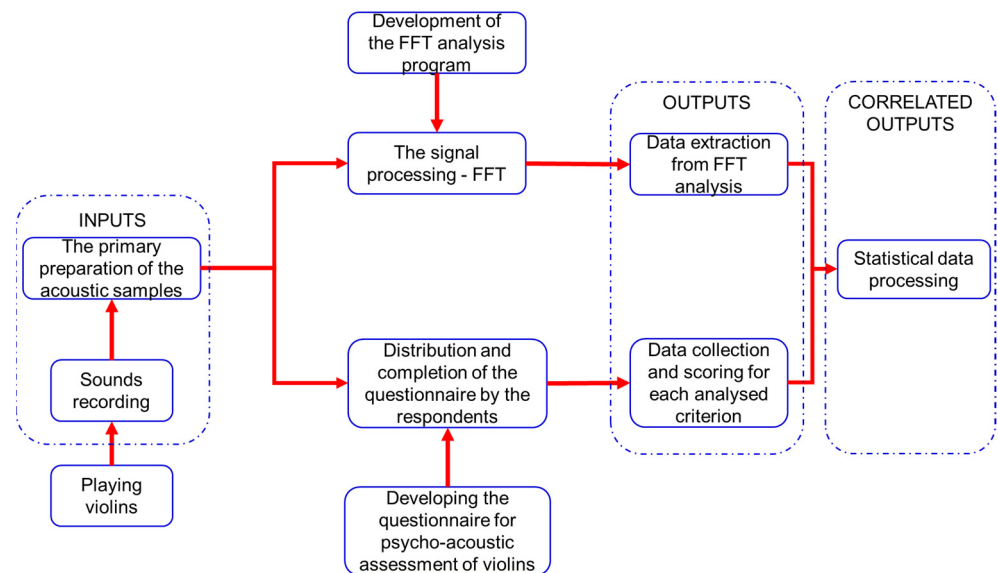 Development of
the FFT analysis
program
OUTPUTS
CORRELATED
OUTPUTS
The signal
processing - FFT
Data extraction
from FFT
analysis
INPUTS
The primary
preparation of the
acoustic samples
Statistical data
processing
Sounds
recording
Distribution and
completion of the
questionnaire by the
respondents
Data collection
and scoring for
each analysed
criterion
Playing
violins
Developing the
questionnaire for
psycho-acoustic
assessment of violins